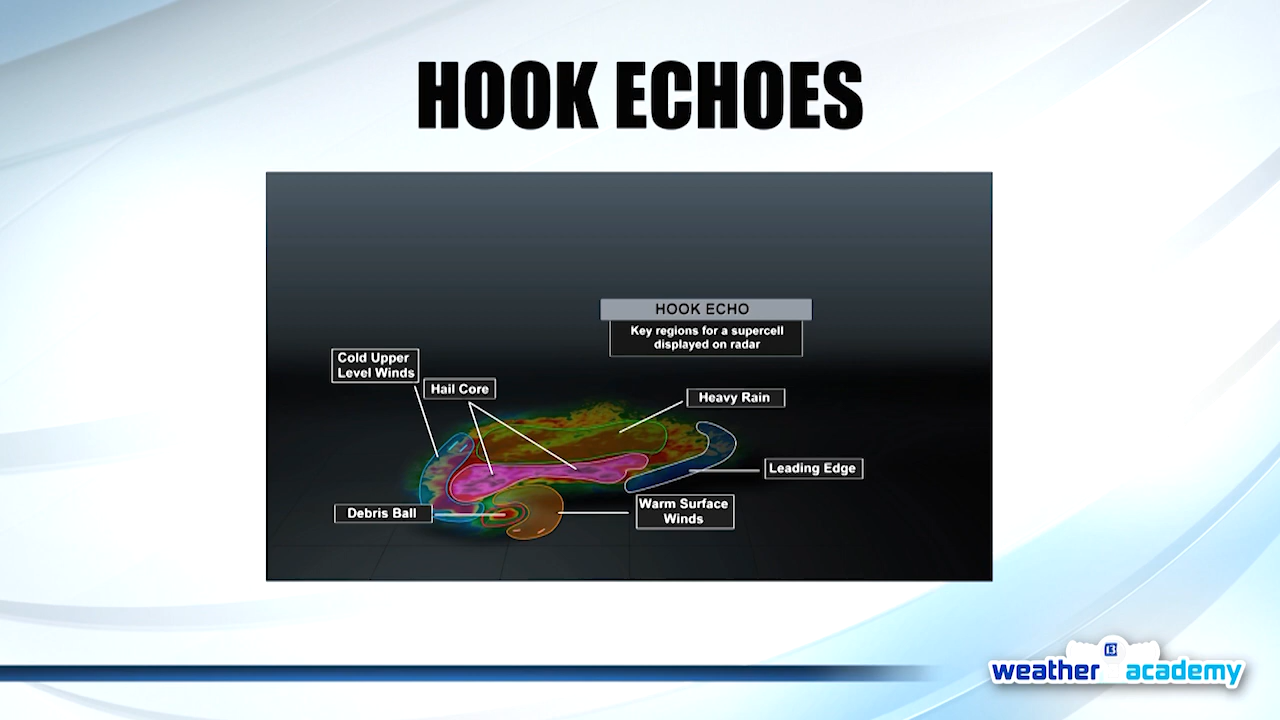 HOOK ECHOES
HOOK ECHO
Key regions for a supercell
displayed on radar
Cold Upper
Level Winds
Hail Core
Heavy Rain
Leading Edge
Debris Ball
Warm Surface
Winds
13
weather academy